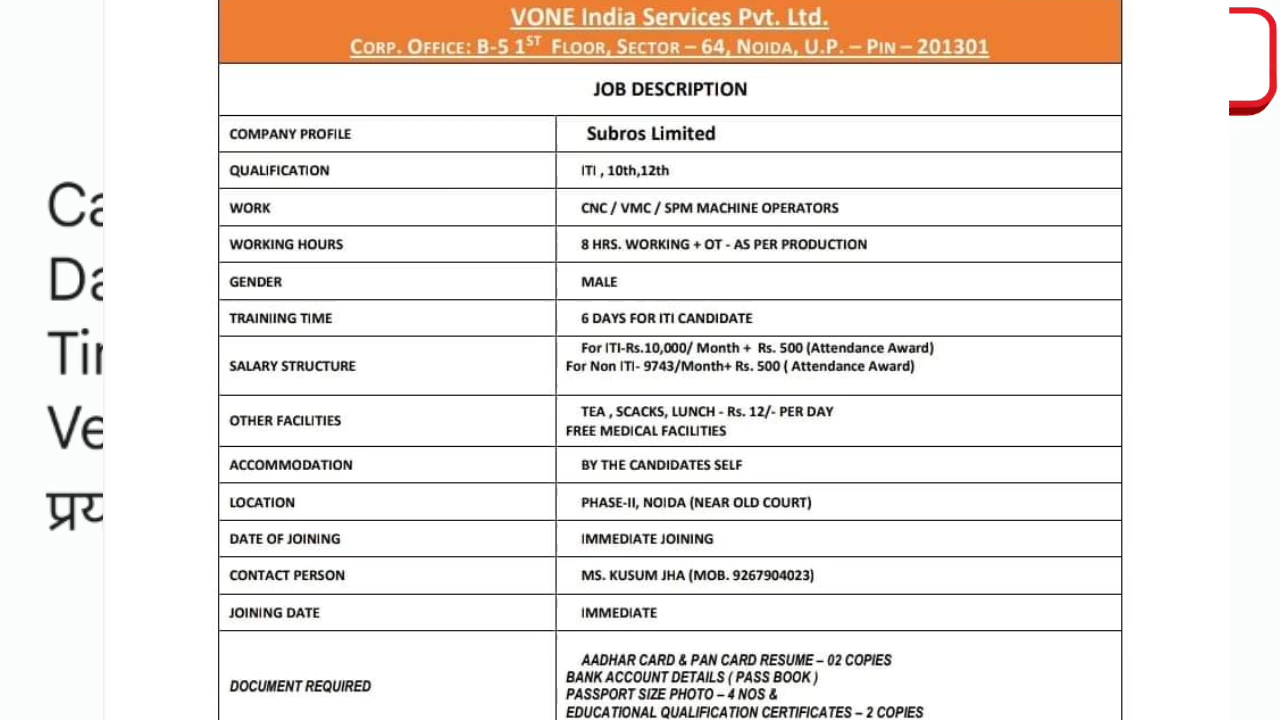 VONE India Services Pvt. Ltd.
CORP. OFFICE: B-5 1ST FLOOR, SECTOR – 64, NOIDA, U.P. – PIN – 201301
JOB DESCRIPTION
COMPANY PROFILE Subros Limited
QUALIFICATION ITI , 10th,12th
WORK CNC / VMC / SPM MACHINE OPERATORS
WORKING HOURS 8 HRS. WORKING + OT - AS PER PRODUCTION
GENDER MALE
TRAINIING TIME 6 DAYS FOR ITI CANDIDATE
SALARY STRUCTURE For ITI-Rs.10,000/ Month + Rs. 500 (Attendance Award)
For Non ITI- 9743/Month+ Rs. 500 ( Attendance Award)
OTHER FACILITIES TEA , SCACKS, LUNCH - Rs. 12/- PER DAY
FREE MEDICAL FACILITIES
ACCOMMODATION BY THE CANDIDATES SELF
LOCATION PHASE-II, NOIDA (NEAR OLD COURT)
DATE OF JOINING IMMEDIATE JOINING
CONTACT PERSON MS. KUSUM JHA (MOB. 9267904023)
JOINING DATE IMMEDIATE
DOCUMENT REQUIRED AADHAR CARD & PAN CARD RESUME – 02 COPIES
BANK ACCOUNT DETAILS ( PASS BOOK )
PASSPORT SIZE PHOTO – 4 NOS &
EDUCATIONAL QUALIFICATION CERTIFICATES – 2 COPIES